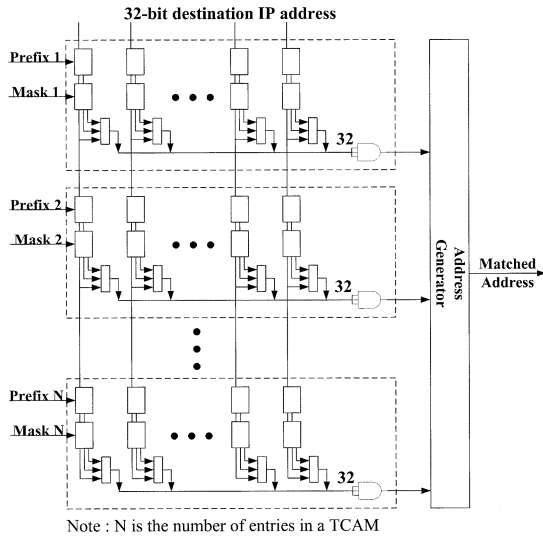 32-bit destination IP address
Prefix 1
Mask 1
32
Prefix 2
Mask 2
32
Address Generator
Matched Address
Prefix N
Mask N
32
Note : N is the number of entries in a TCAM